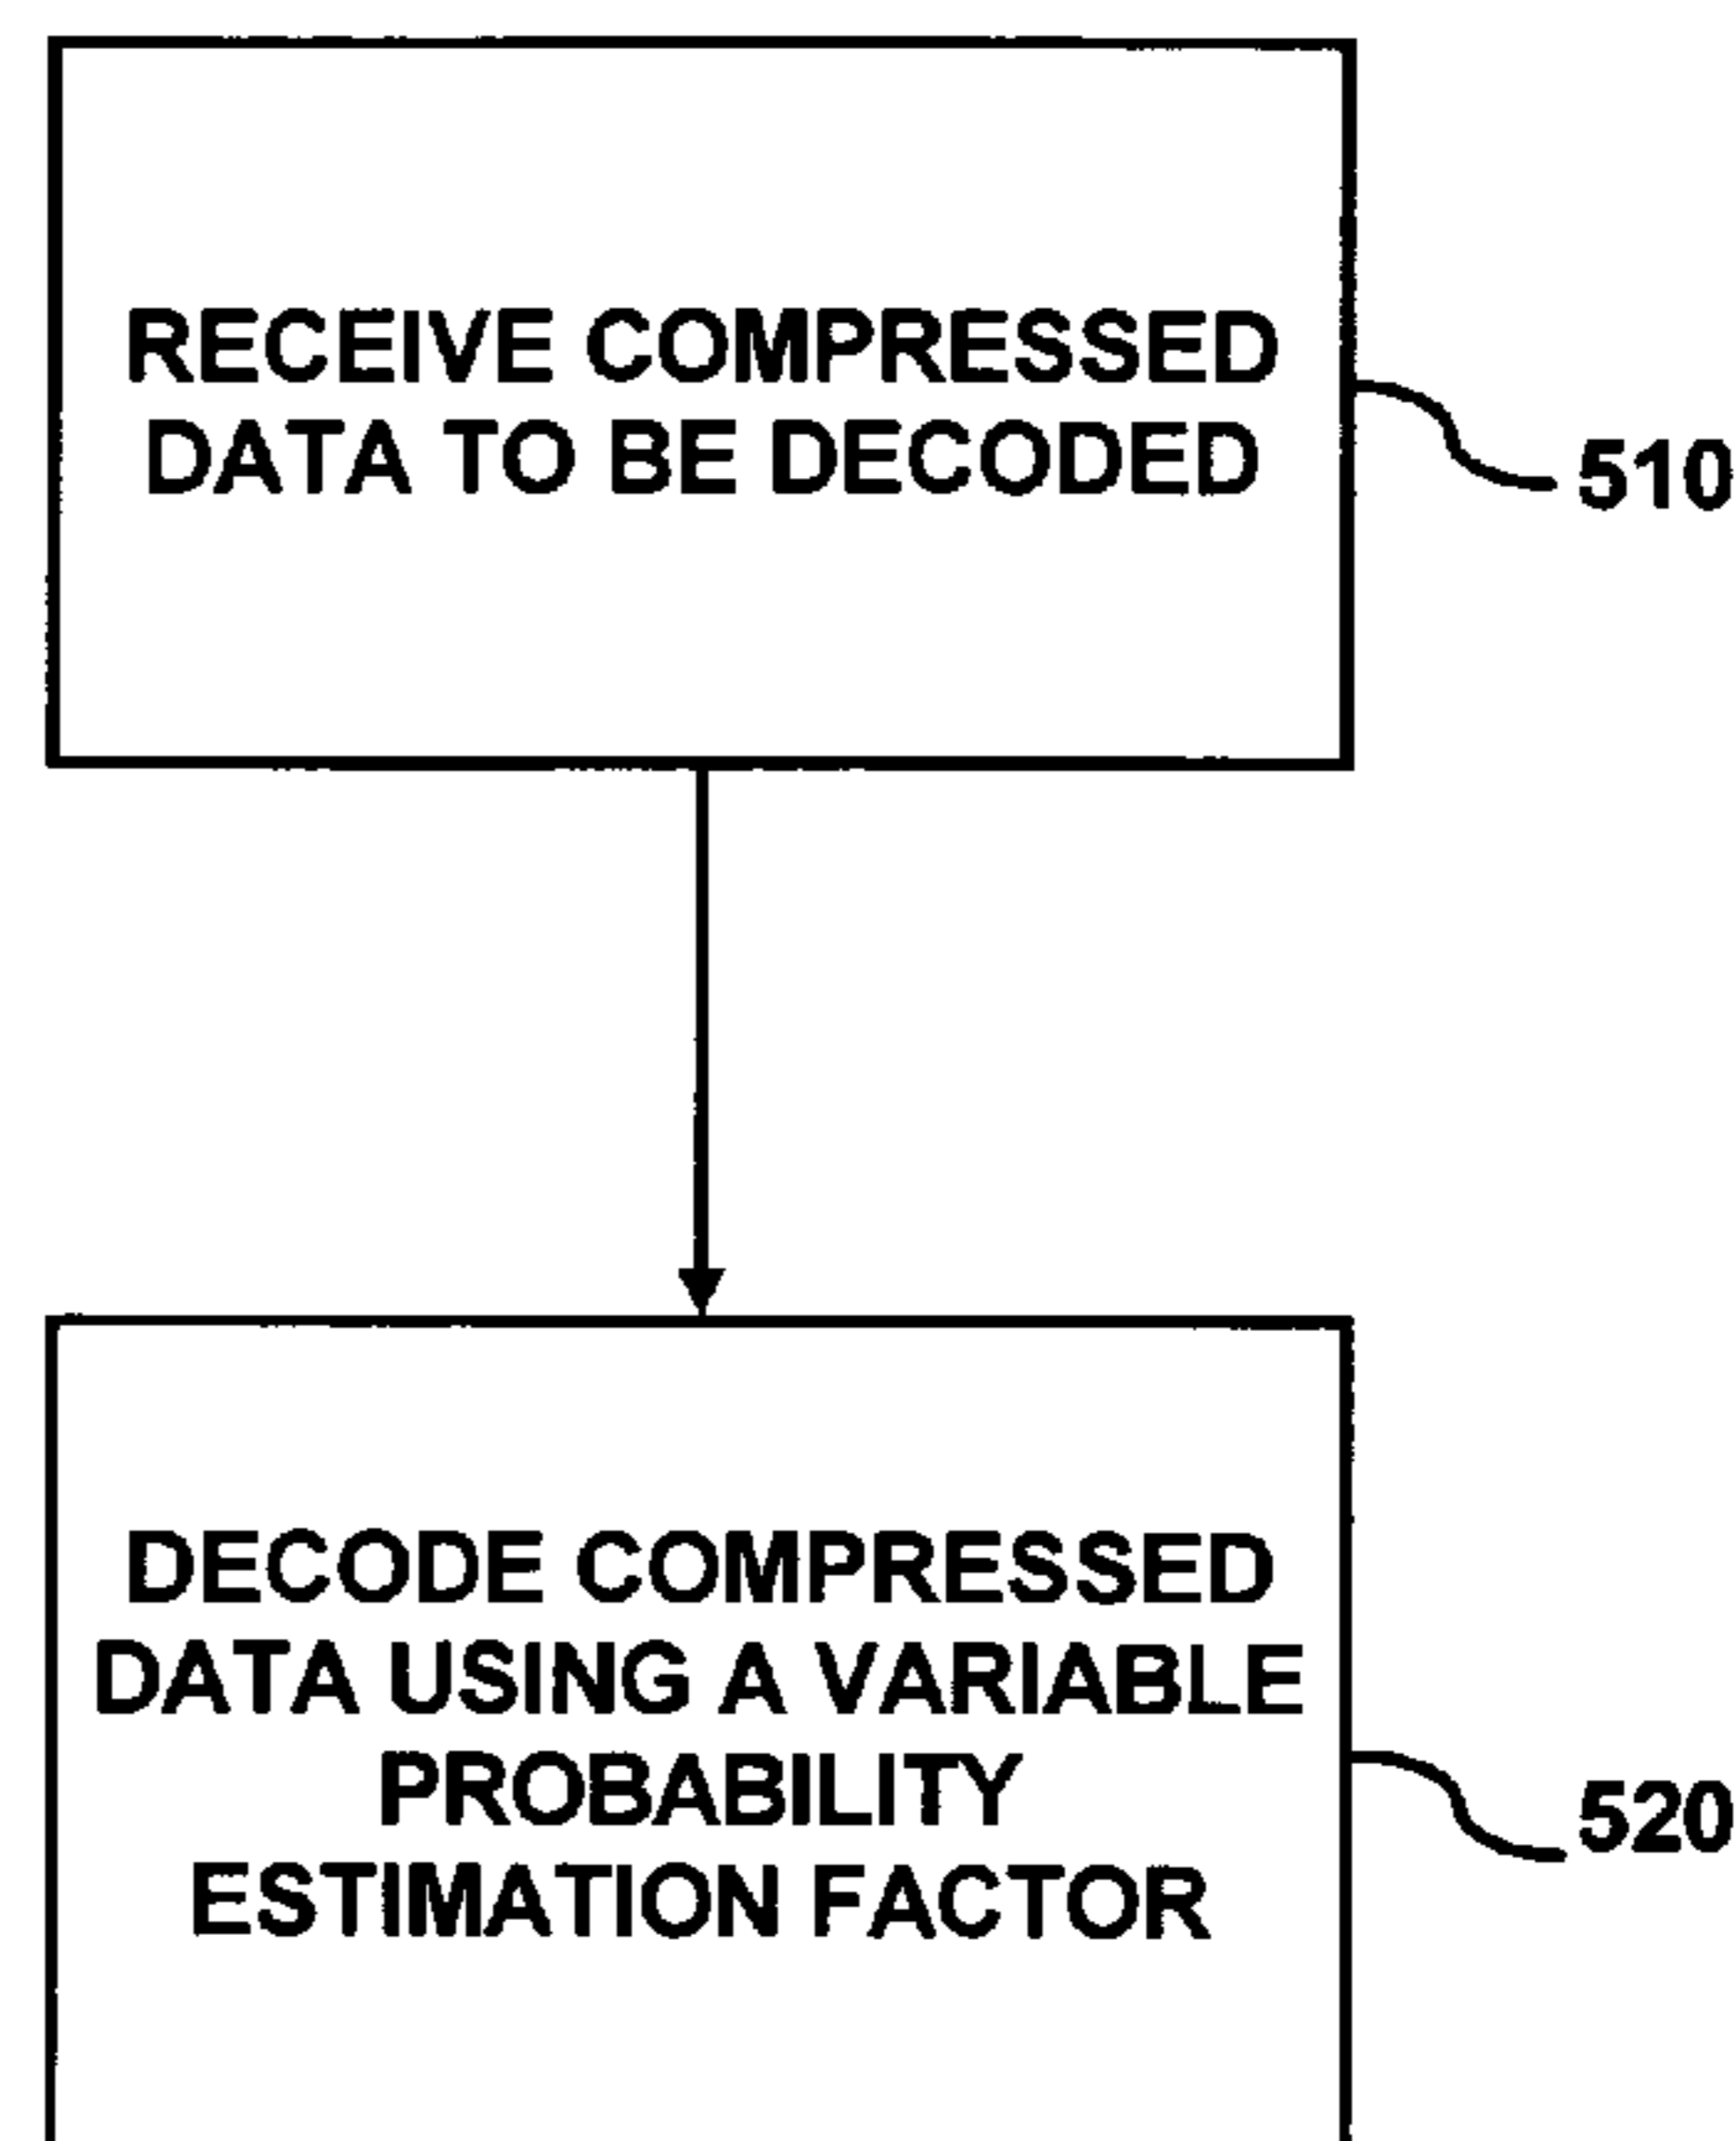 RECEIVE COMPRESSED
DATA TO BE DECODED
510
DECODE COMPRESSED
DATA USING A VARIABLE
PROBABILITY
ESTIMATION FACTOR
520